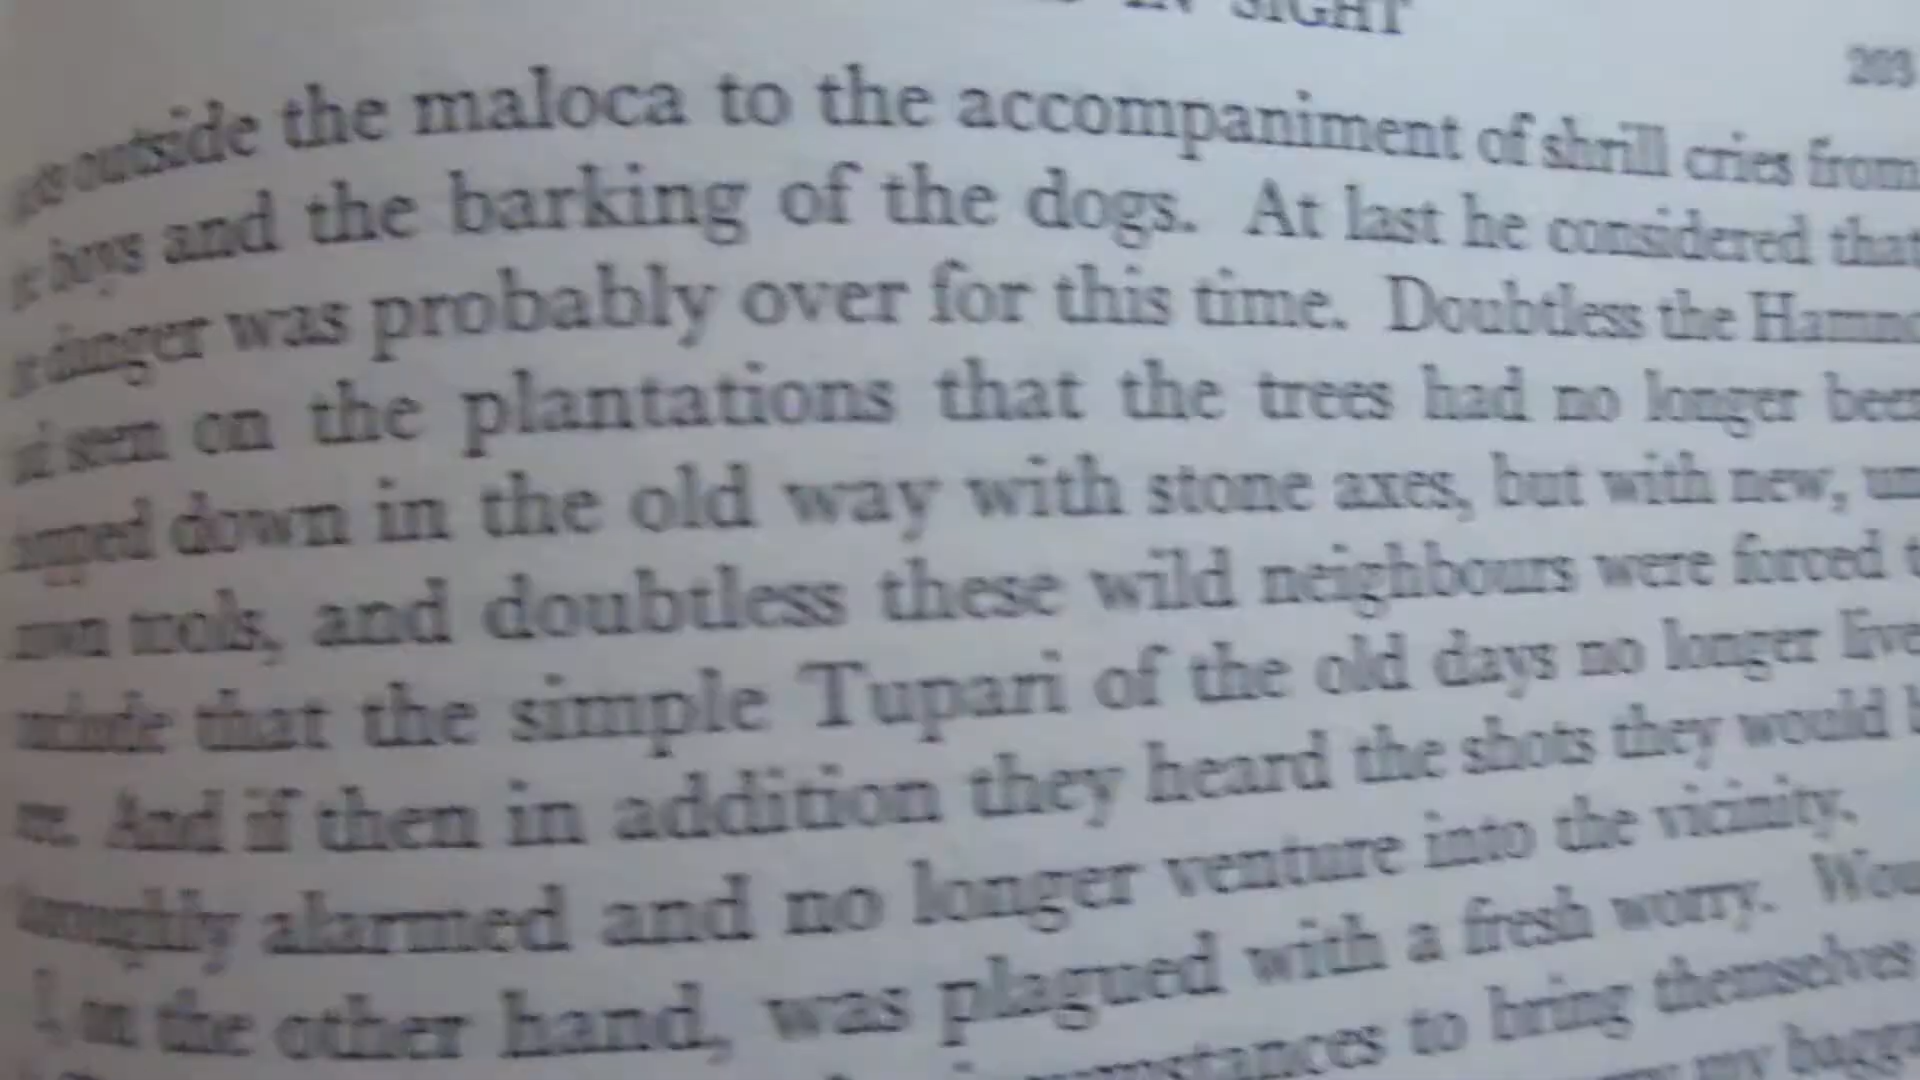 IN SIGHT
203
outside the maloca to the accompaniment of shrill cries from
boys and the barking of the dogs. At last he considered that
danger was probably over for this time. Doubtless the
seen on the plantations that the trees had no longer been
down in the old way with stone axes, but with new,
tools, and doubtless these wild neighbours were forced
that the simple Tupari of the old days no longer
And if then in addition they heard the shots they would
alarmed and no longer venture into the vicinity.
I, on the other hand, was plagued with a fresh worry.
to bring themselves
my